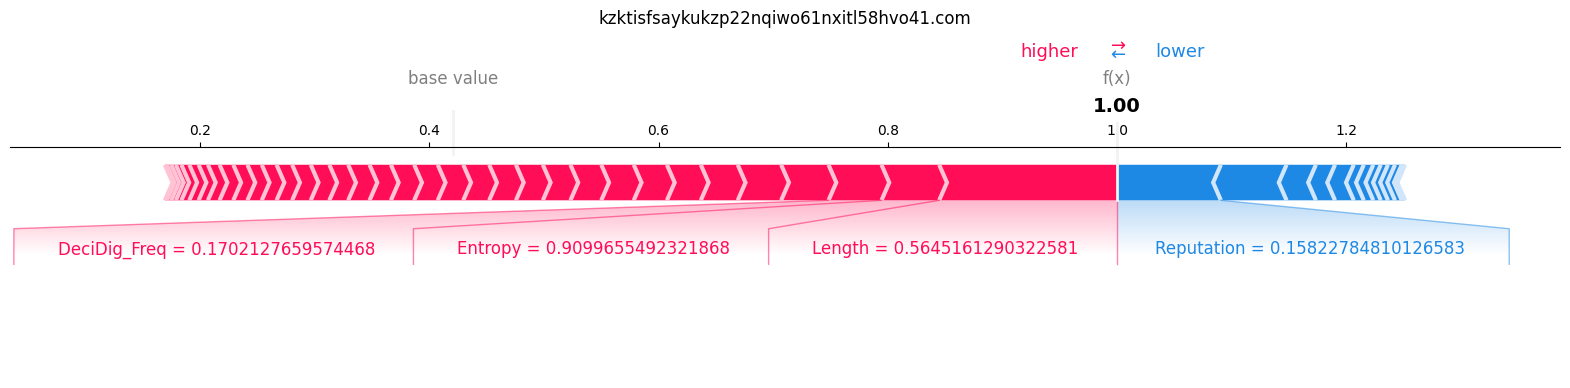 kzktisfsaykukzp22nqiwo61nxitl58hvo41.com
higher ⇄ lower
base value
f(x)
1.00
0.2 0.4 0.6 0.8 1.0 1.2
DeciDig_Freq = 0.1702127659574468 Entropy = 0.9099655492321868 Length = 0.5645161290322581 Reputation = 0.15822784810126583